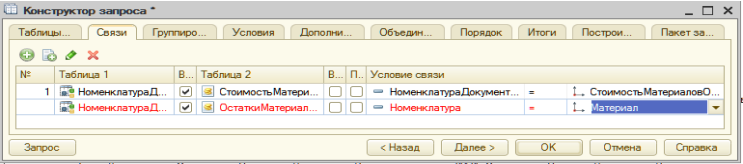 Конструктор запроса *
Таблицы... Связи Группиро... Условия Дополни... Объедин... Порядок Итоги Построи... Пакет за...
№ Таблица 1 В... Таблица 2 В... П... Условие связи
1 НоменклатураД... СтоимостьМатери... НоменклатураДокумент... = СтоимостьМатериаловО...
НоменклатураД... ОстаткиМатериал... Номенклатура = Материал
Запрос < Назад Далее > OK Отмена Справка